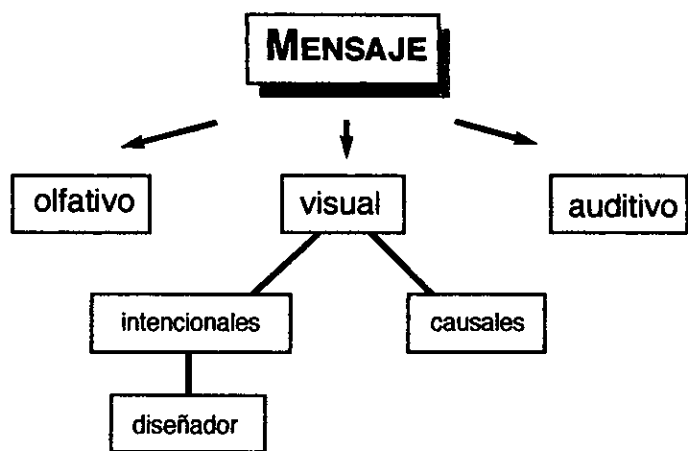 MENSAJE
olfativo
visual
auditivo
intencionales
causales
diseñador